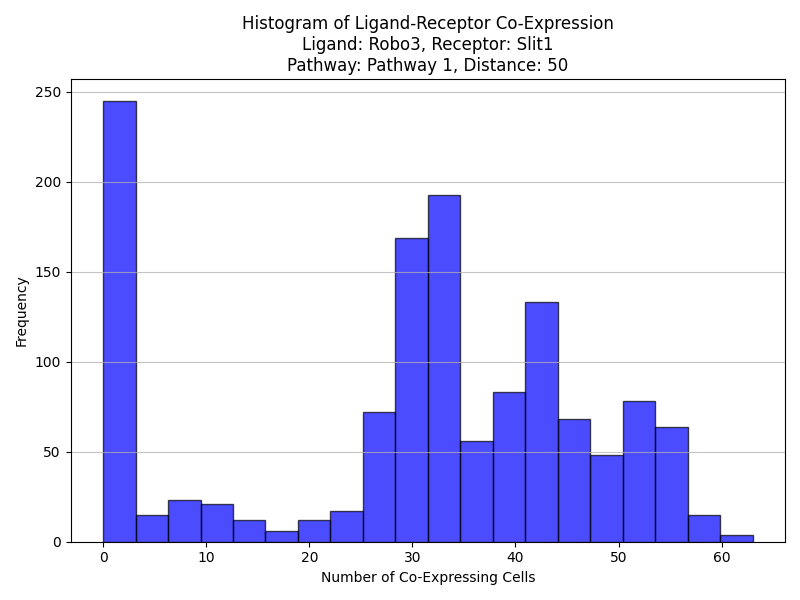 Histogram of Ligand-Receptor Co-Expression
Ligand: Robo3, Receptor: Slit1
Pathway: Pathway 1, Distance: 50
250
200
150
100
50
0
Frequency
0 10 20 30 40 50 60
Number of Co-Expressing Cells